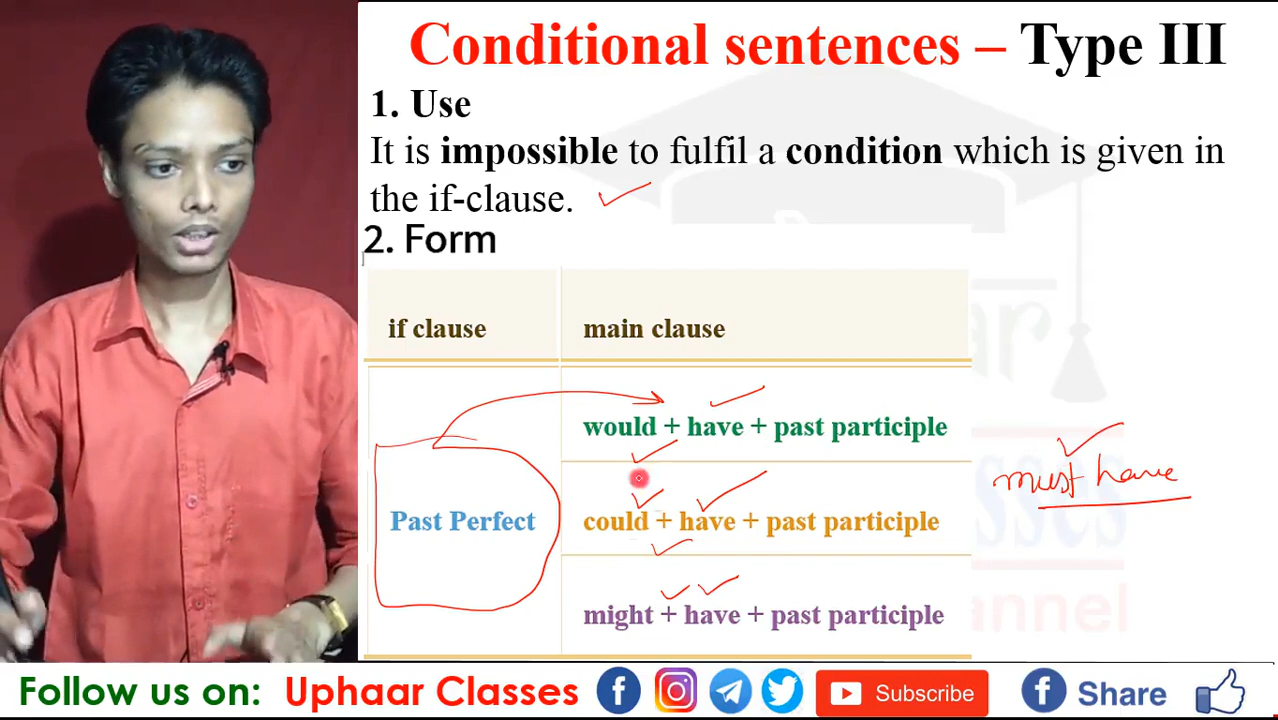 Conditional sentences – Type III
1. Use
It is impossible to fulfil a condition which is given in
the if-clause.
2. Form
if clause
main clause
would + have + past participle
Past Perfect
could + have + past participle
might + have + past participle
must have
Follow us on: Uphaar Classes
Subscribe
Share